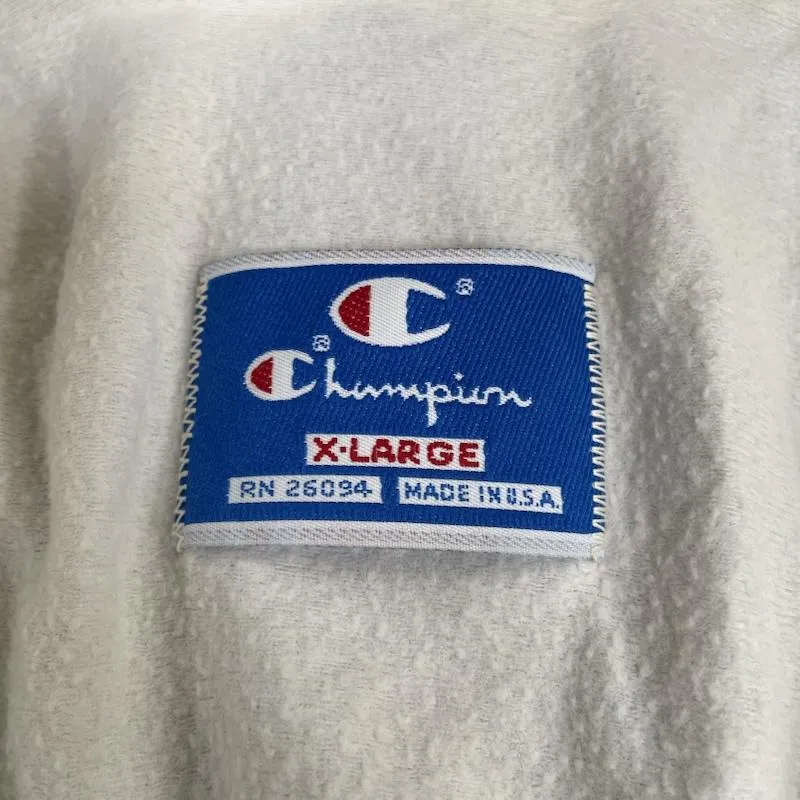 C®
Champion®
X·LARGE
RN 26094 MADE IN U.S.A.